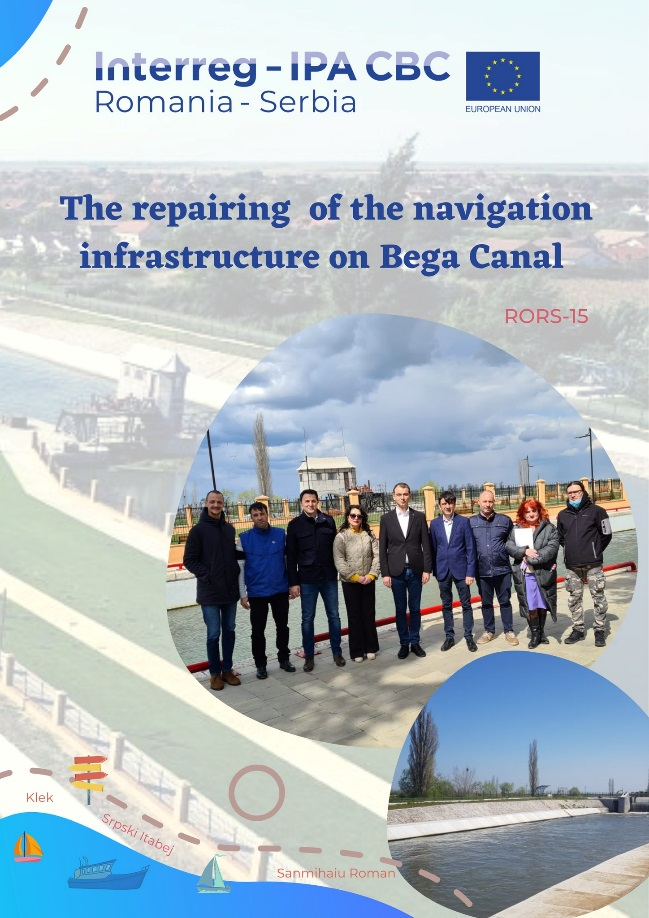 Interreg - IPA CBC
Romania - Serbia
EUROPEAN UNION
The repairing of the navigation
infrastructure on Bega Canal
RORS-15
Klek
Srpski Itabej
Sanmihaiu Roman